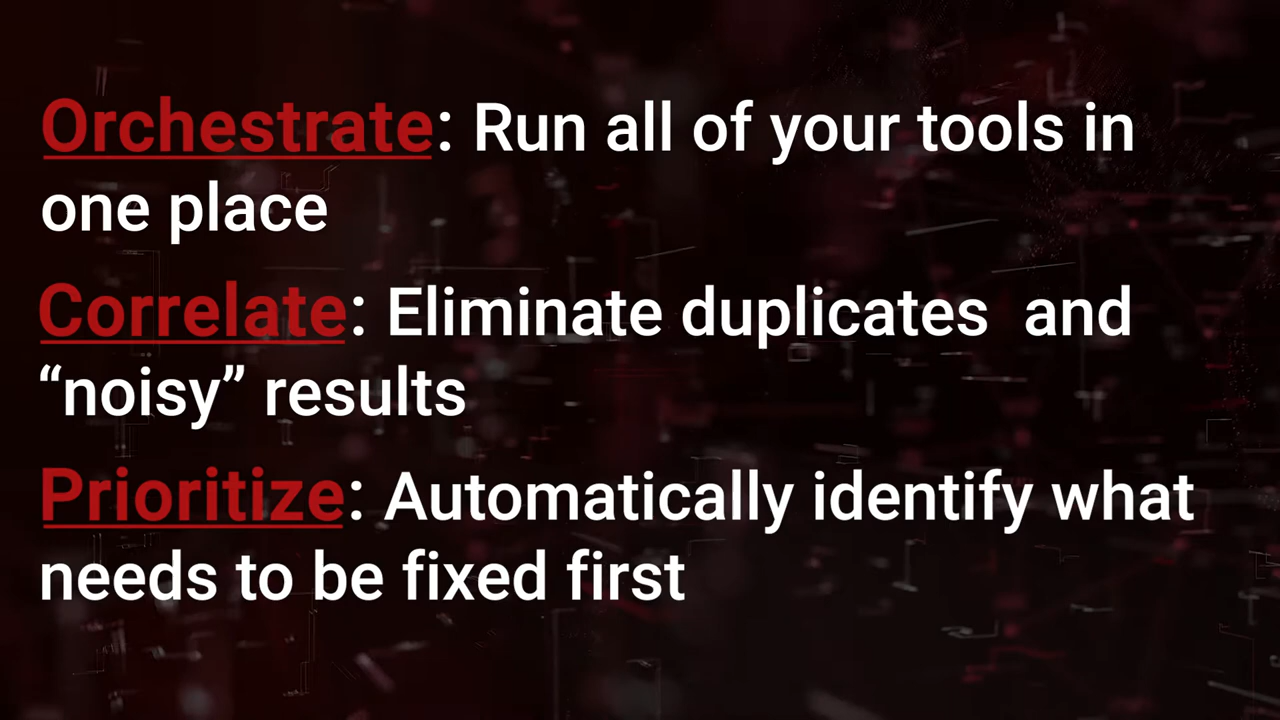 Orchestrate: Run all of your tools in
one place
Correlate: Eliminate duplicates  and
“noisy” results
Prioritize: Automatically identify what
needs to be fixed first